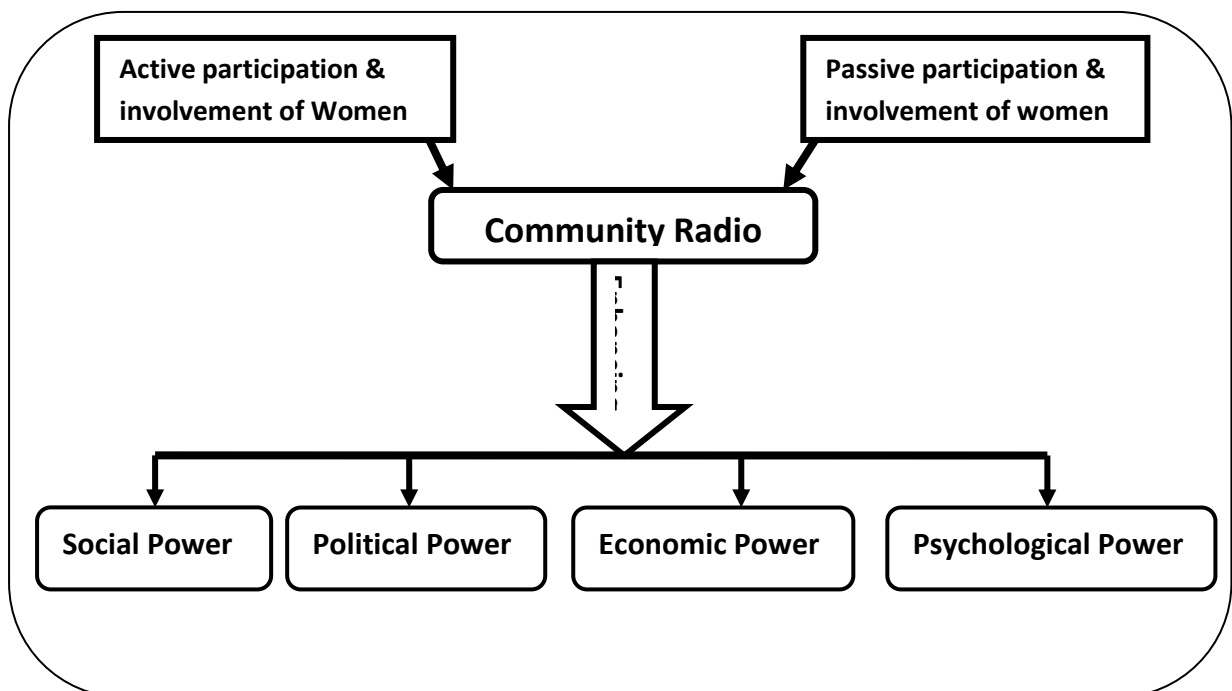 Active participation &
involvement of Women
Passive participation &
involvement of women
Community Radio
Social Power
Political Power
Economic Power
Psychological Power